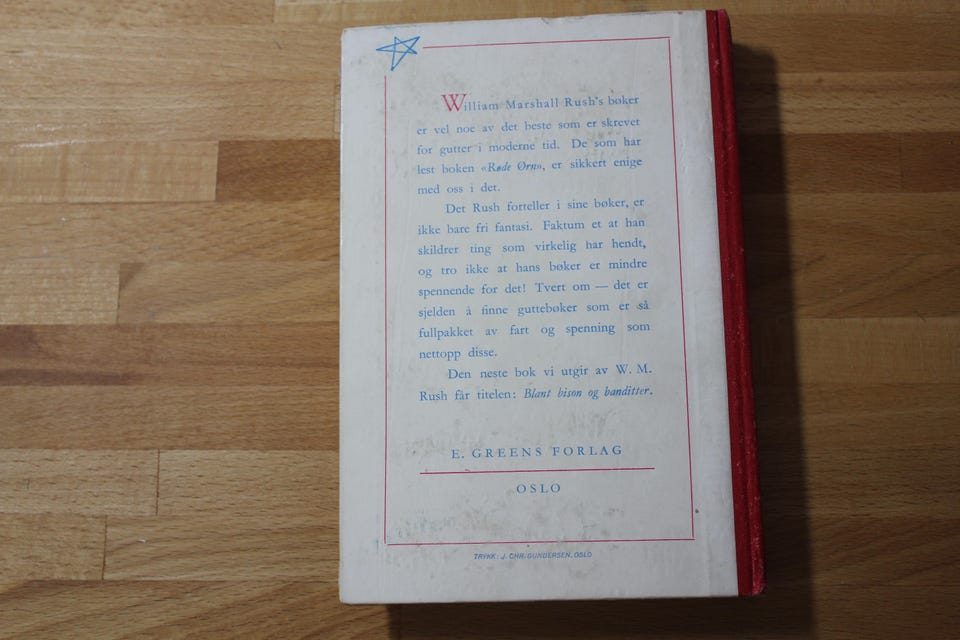 William Marshall Rush's bøker
er vel noe av det beste som er skrevet
for gutter i moderne tid. De som har
lest boken «Røde Ørn», er sikkert enige
med oss i det.
Det Rush forteller i sine bøker, er
ikke bare fri fantasi. Faktum et at han
skildrer ting som virkelig har hendt,
og tro ikke at hans bøker er mindre
spennende for det! Tvert om — det er
sjelden å finne guttebøker som er så
fullpakket av fart og spenning som
nettopp disse.
Den neste bok vi utgir av W. M.
Rush får titelen: Blant bison og banditter.
E. GREENS FORLAG
OSLO
TRYKK: J. CHR. GUNDERSEN, OSLO